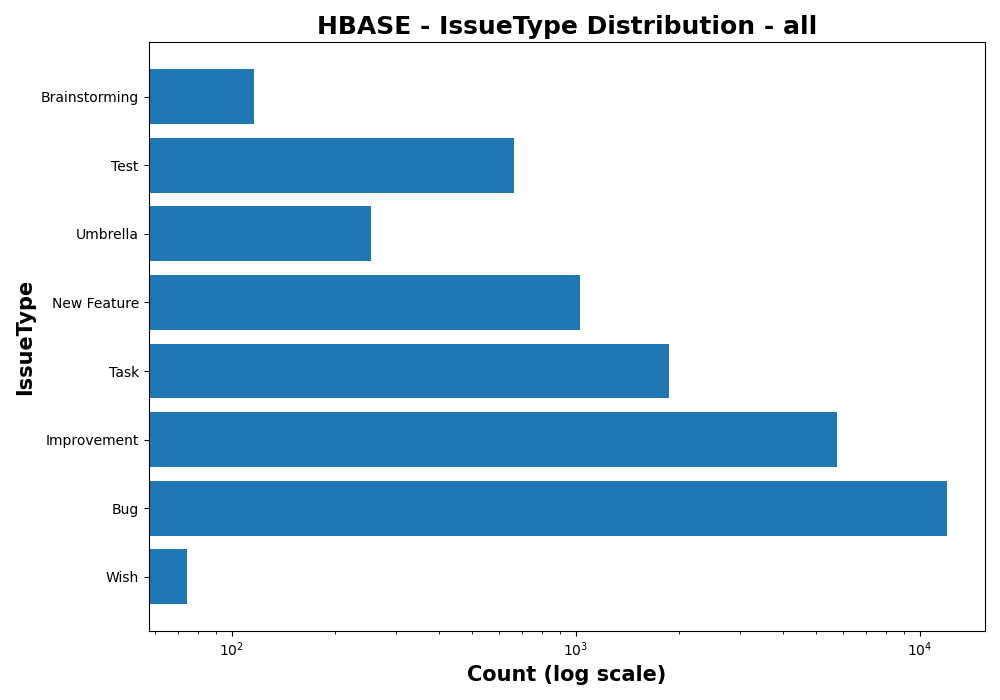 HBASE - IssueType Distribution - all
Brainstorming
Test
Umbrella
New Feature
Task
Improvement
Bug
Wish
IssueType
10²
10³
10⁴
Count (log scale)